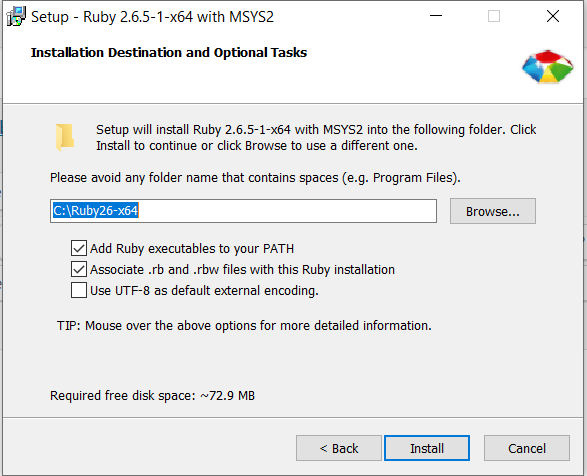 Setup - Ruby 2.6.5-1-x64 with MSYS2
Installation Destination and Optional Tasks
Setup will install Ruby 2.6.5-1-x64 with MSYS2 into the following folder. Click
Install to continue or click Browse to use a different one.
Please avoid any folder name that contains spaces (e.g. Program Files).
C:\Ruby26-x64
Browse...
Add Ruby executables to your PATH
Associate .rb and .rbw files with this Ruby installation
Use UTF-8 as default external encoding.
TIP: Mouse over the above options for more detailed information.
Required free disk space: ~72.9 MB
< Back
Install
Cancel